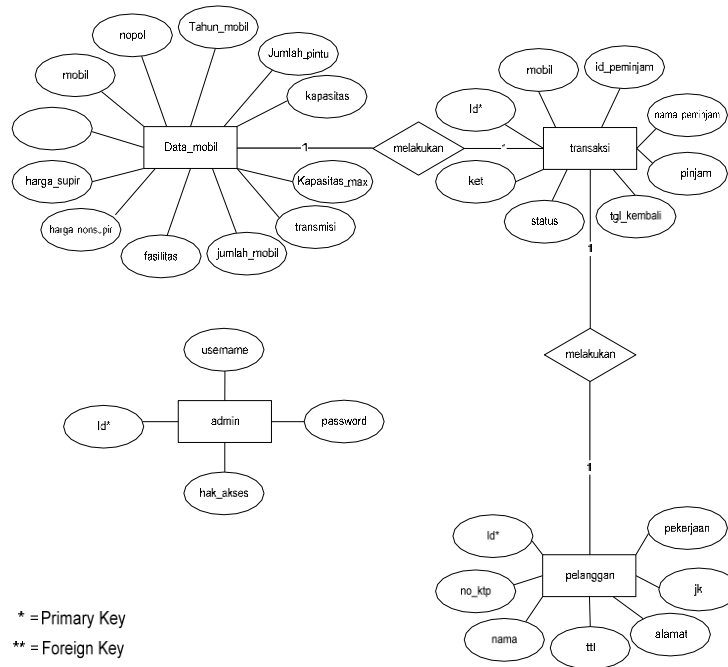 Tahun_mobil
nopol
Jumlah_pintu
mobil
kapasitas
Data_mobil
harga_supir
Kapasitas_max
transmisi
jumlah_mobil
fasilitas
1
melakukan
mobil
id_peminjam
Id*
nama peminjam
transaksi
ket
pinjam
status
tgl_kembali
1
melakukan
1
username
Id*
admin
password
hak_akses
Id*
pekerjaan
no_ktp
pelanggan
jk
nama
ttl
alamat
* = Primary Key
** = Foreign Key